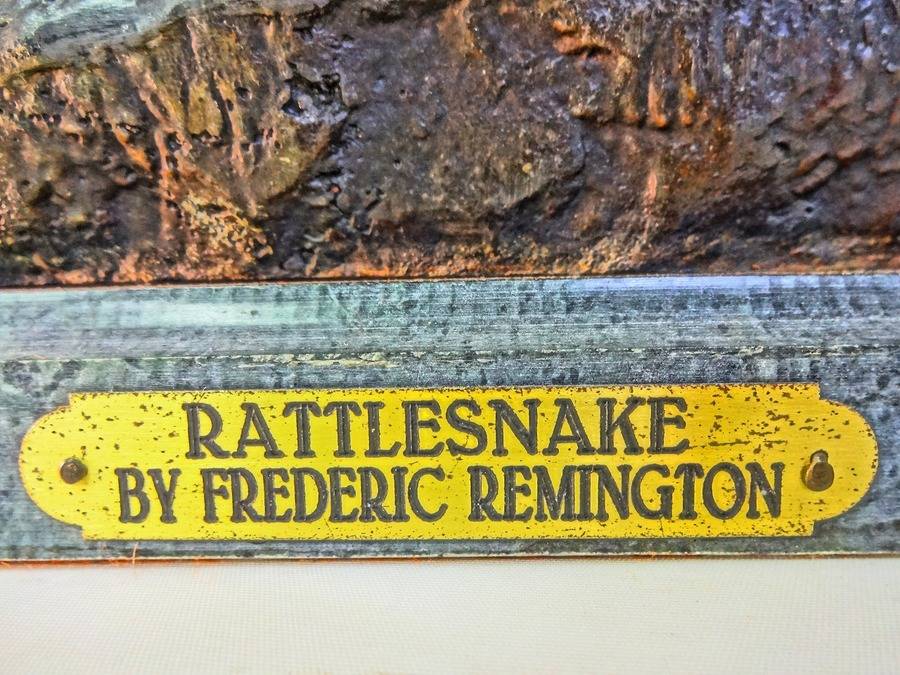 RATTLESNAKE
BY FREDERIC REMINGTON